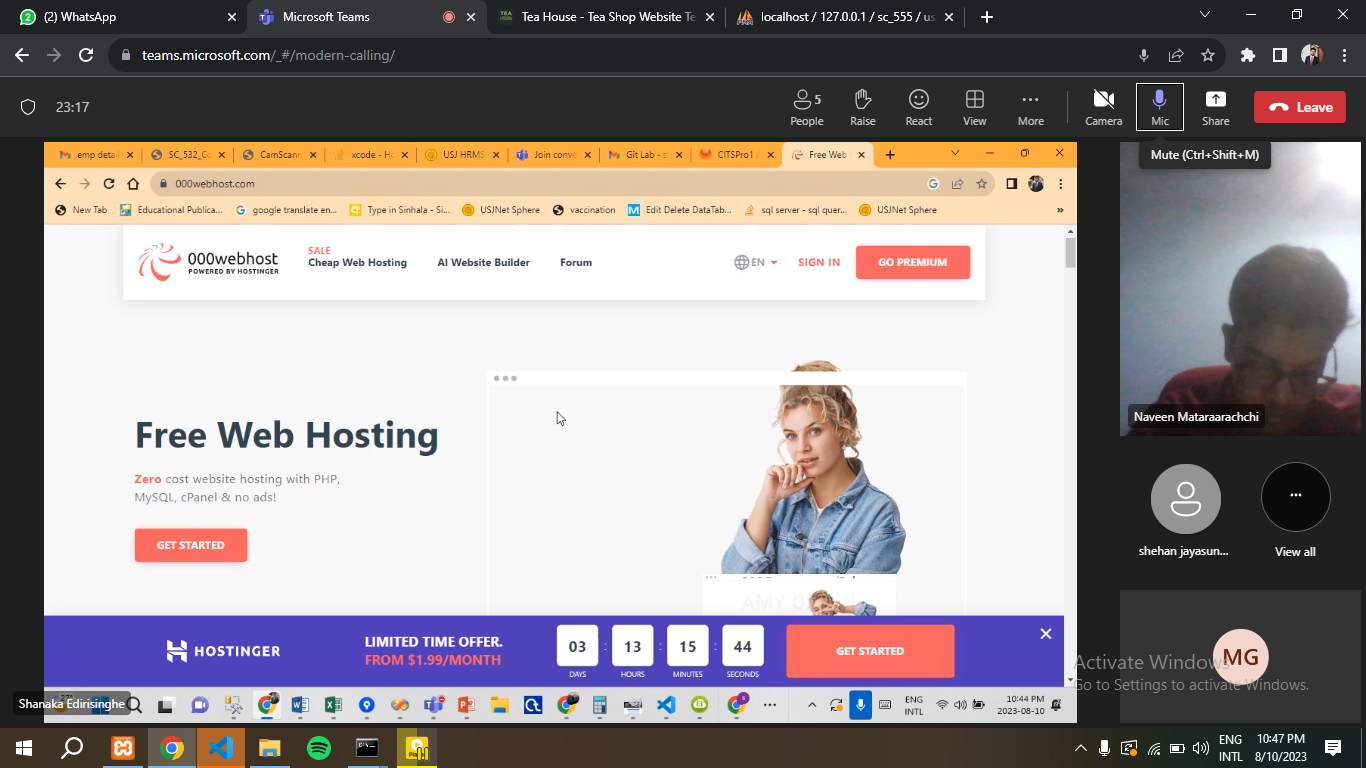 (2) WhatsApp
Microsoft Teams
Tea House - Tea Shop Website Te
localhost / 127.0.0.1 / sc_555 / us
teams.microsoft.com/_#/modern-calling/
23:17
5
People
Raise
React
View
More
Camera
Mic
Share
Leave
Mute (Ctrl+Shift+M)
emp detai
SC_532_Co
CamScann
xcode - Ho
USJ HRMS
Join conve
Git Lab - s
CITSPro1 /
Free Web
000webhost.com
New Tab
Educational Publica...
google translate en...
Type in Sinhala - Si...
USJNet Sphere
vaccination
Edit Delete DataTab...
sql server - sql quer...
USJNet Sphere
»
000webhost
POWERED BY HOSTINGER
SALE
Cheap Web Hosting
AI Website Builder
Forum
EN
SIGN IN
GO PREMIUM
Free Web Hosting
Zero cost website hosting with PHP,
MySQL, cPanel & no ads!
GET STARTED
HOSTINGER
LIMITED TIME OFFER.
FROM $1.99/MONTH
03 : 13 : 15 : 44
DAYS HOURS MINUTES SECONDS
GET STARTED
Shanaka Edirisinghe
ENG
INTL
10:44 PM
2023-08-10
Naveen Mataraarachchi
shehan jayasun...
View all
MG
Activate Windows
Go to Settings to activate Windows.
ENG
INTL
10:47 PM
8/10/2023